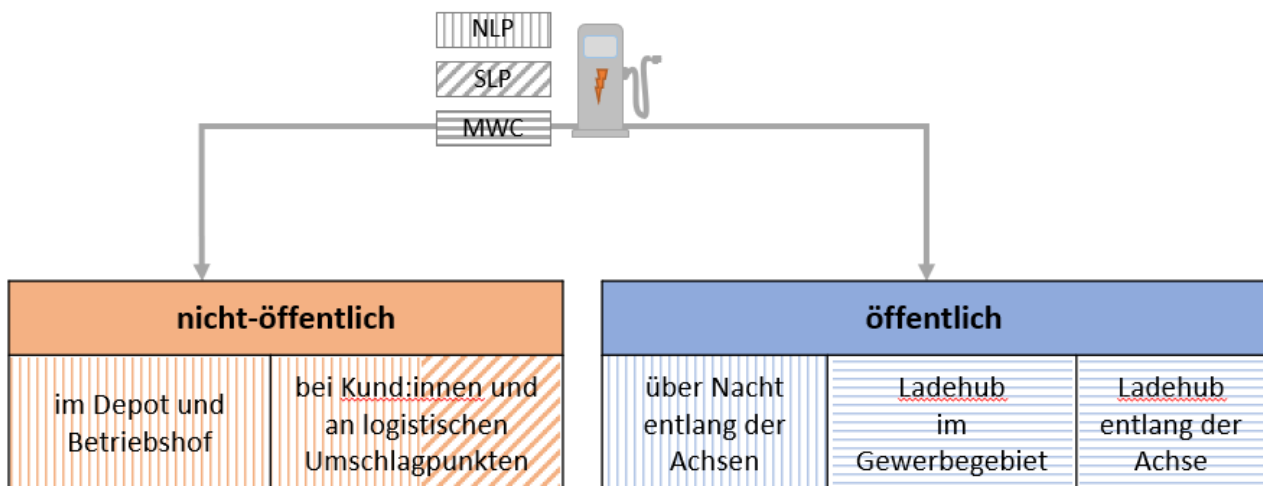 NLP
SLP
MWC
nicht-öffentlich
öffentlich
im Depot und
Betriebshof
bei Kund:innen und
an logistischen
Umschlagpunkten
über Nacht
entlang der
Achsen
Ladehub
im
Gewerbegebiet
Ladehub
entlang der
Achse